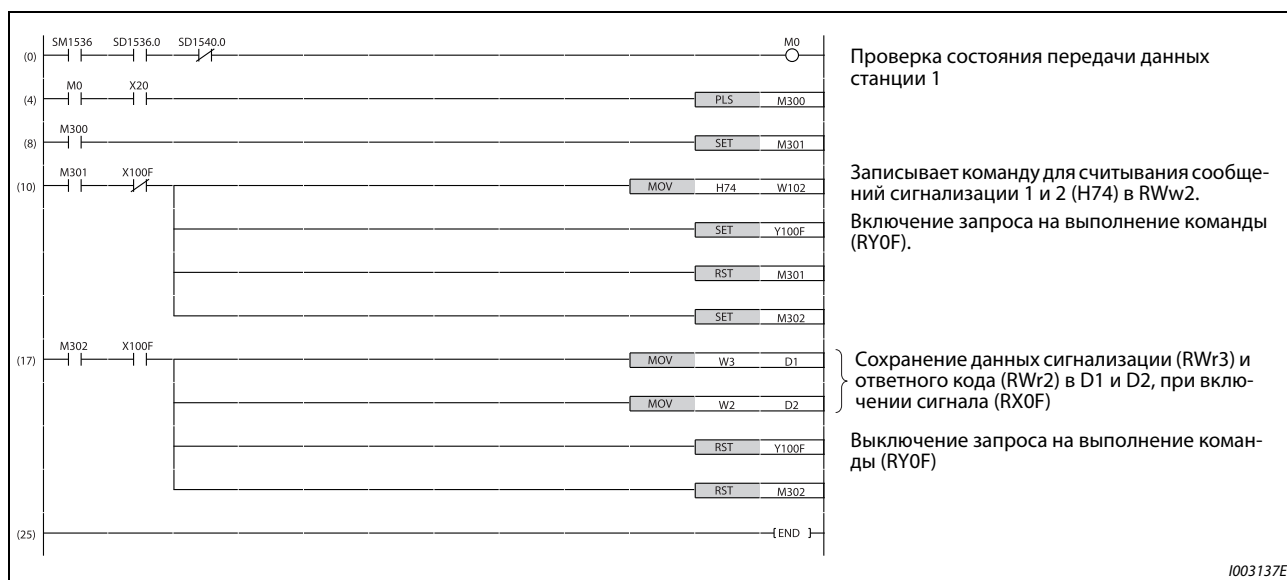 SM1536 SD1536.0 SD1540.0 M0
(0)
Проверка состояния передачи данных
станции 1
M0 X20
(4) PLS M300
M300
(8) SET M301
M301 X100F
(10) MOV H74 W102
Записывает команду для считывания сообще-
ний сигнализации 1 и 2 (H74) в RWw2.
SET Y100F
Включение запроса на выполнение команды
(RY0F).
RST M301
SET M302
M302 X100F
(17) MOV W3 D1
MOV W2 D2
Сохранение данных сигнализации (RWr3) и
ответного кода (RWr2) в D1 и D2, при вклю-
чении сигнала (RX0F)
RST Y100F
Выключение запроса на выполнение коман-
ды (RY0F)
RST M302
(25) END
I003137E